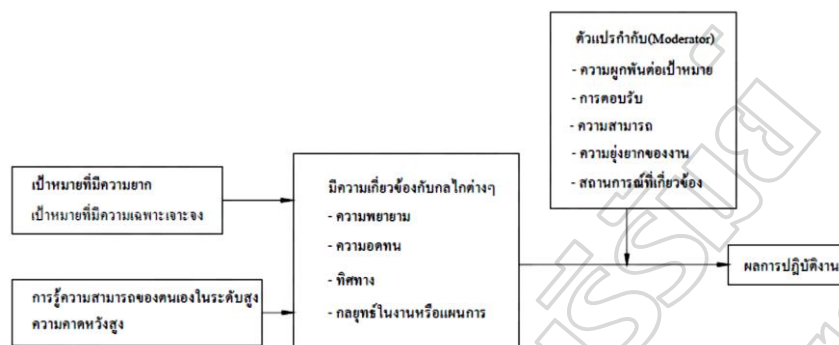 ตัวแปรกำกับ(Moderator)
- ความผูกพันต่อเป้าหมาย
- การตอบรับ
- ความสามารถ
- ความยุ่งยากของงาน
- สถานการณ์ที่เกี่ยวข้อง
เป้าหมายที่มีความยาก
เป้าหมายที่มีความเฉพาะเจาะจง
การรู้ความสามารถของตนเองในระดับสูง
ความคาดหวังสูง
มีความเกี่ยวข้องกับกลไกต่างๆ
- ความพยายาม
- ความอดทน
- ทิศทาง
- กลยุทธ์ในงานหรือแผนการ
ผลการปฎิบัติงาน